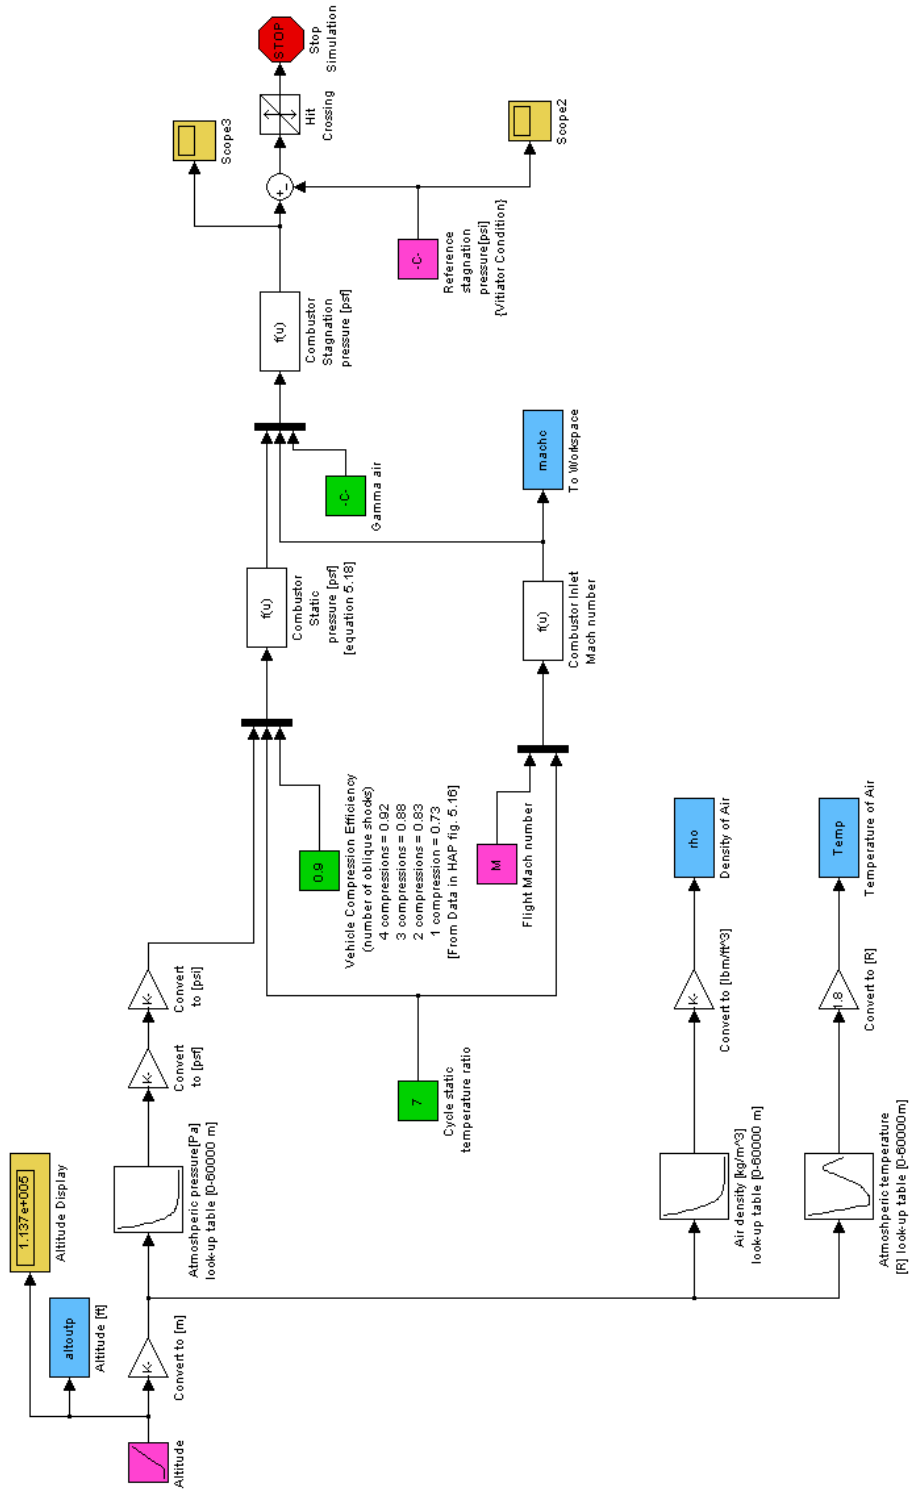 Altitude
1.137e+005
Altitude Display
altoutp
Altitude [ft]
K-
Convert to [m]
Atmoshperic pressure[Pa]
look-up table [0-60000 m]
K-
Convert
to [psf]
K-
Convert
to [psi]
7
Cycle static
temperature ratio
0.9
Vehicle Compression Efficiency
(number of oblique shocks)
4 compressions = 0.92
3 compressions = 0.88
2 compressions = 0.83
1 compression = 0.73
[From Data in HAP fig. 5.16]
M
Flight Mach number
f(u)
Combustor
Static
pressure [psf]
[equation 5.18]
f(u)
Combustor Inlet
Mach number
-C-
Gamma air
machc
To Workspace
f(u)
Combustor
Stagnation
pressure [psf]
-C-
Reference
stagnation
pressure[psi]
{Vitiator Condition}
Scope3
Scope2
+
-
Hit
Crossing
STOP
Stop
Simulation
Air density [kg/m^3]
look-up table [0-60000 m]
K-
Convert to [lbm/ft^3]
rho
Density of Air
Atmoshperic temperature
[R] look-up table [0-60000m]
1.8
Convert to [R]
Temp
Temperature of Air